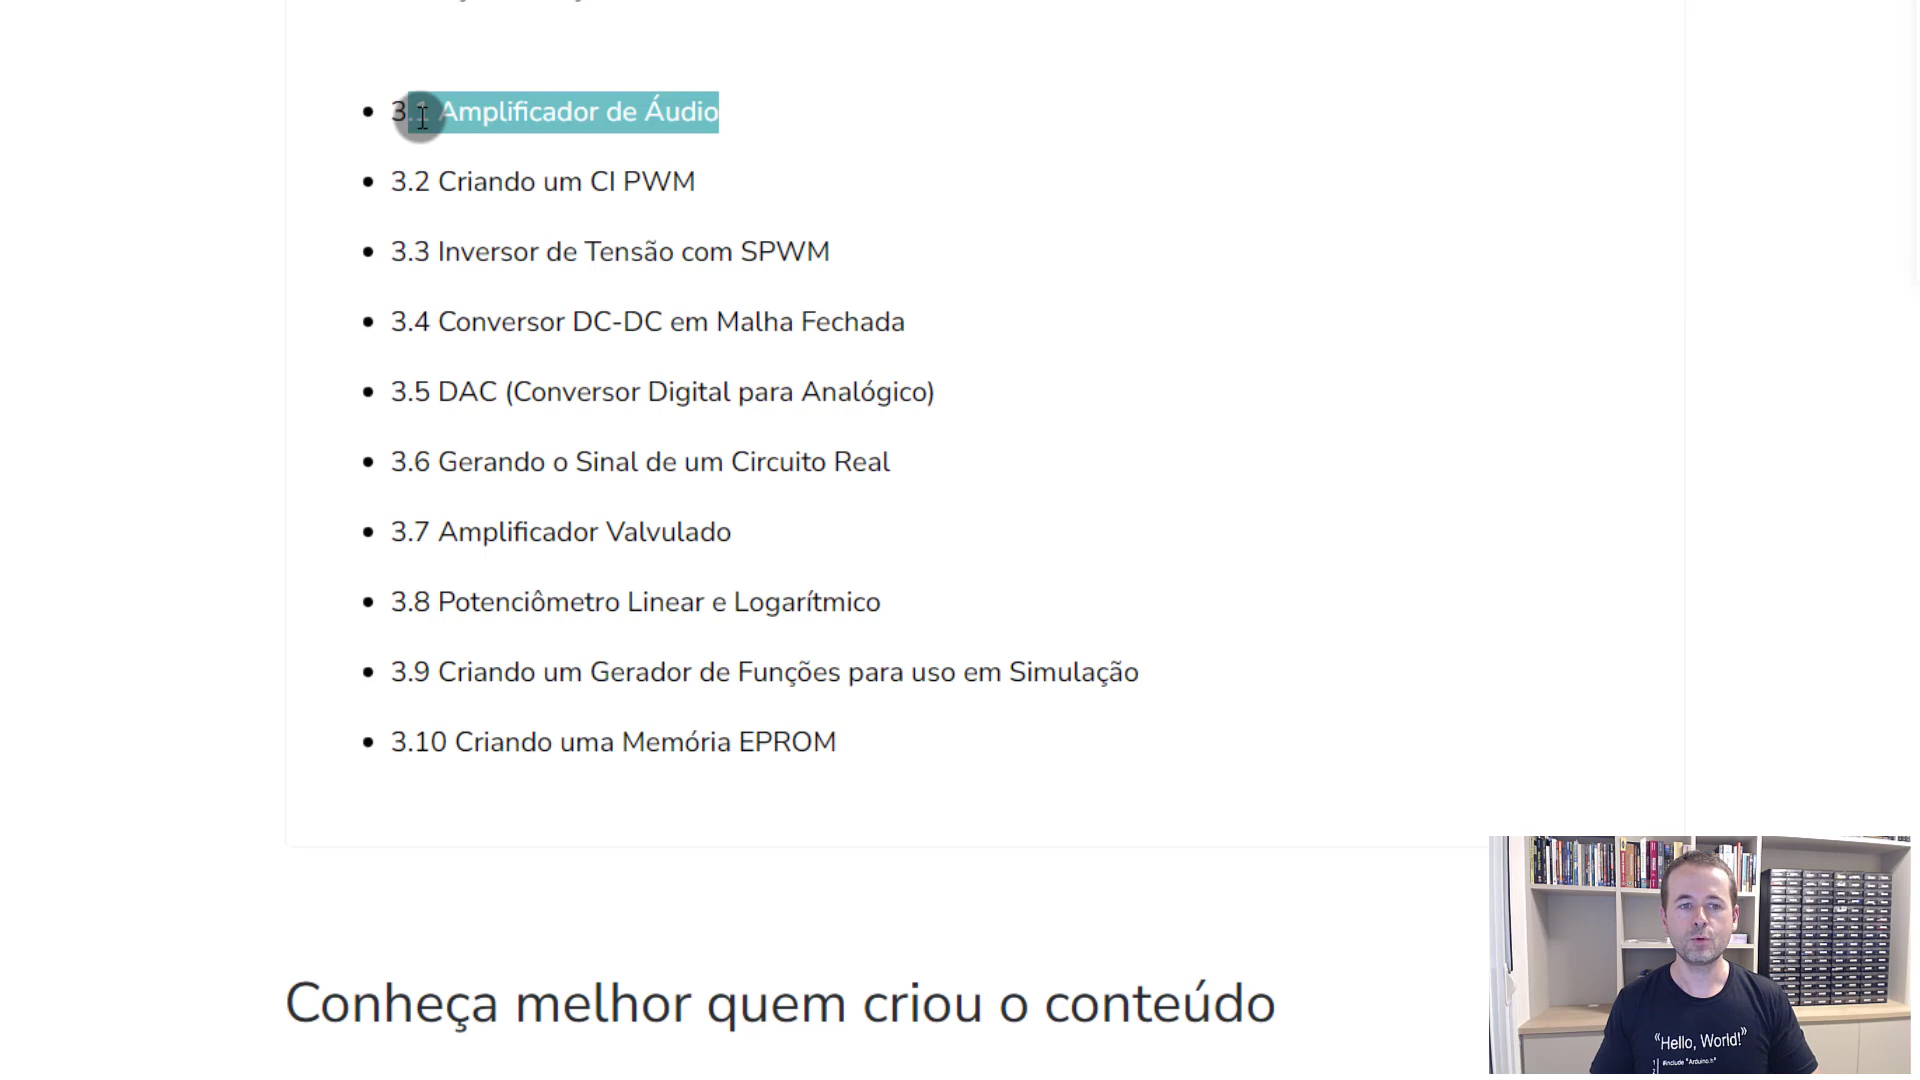 3.1 Amplificador de Áudio
3.2 Criando um CI PWM
3.3 Inversor de Tensão com SPWM
3.4 Conversor DC-DC em Malha Fechada
3.5 DAC (Conversor Digital para Analógico)
3.6 Gerando o Sinal de um Circuito Real
3.7 Amplificador Valvulado
3.8 Potenciômetro Linear e Logarítmico
3.9 Criando um Gerador de Funções para uso em Simulação
3.10 Criando uma Memória EPROM
Conheça melhor quem criou o conteúdo
“Hello, World!”
1 #include "Arduino.h"